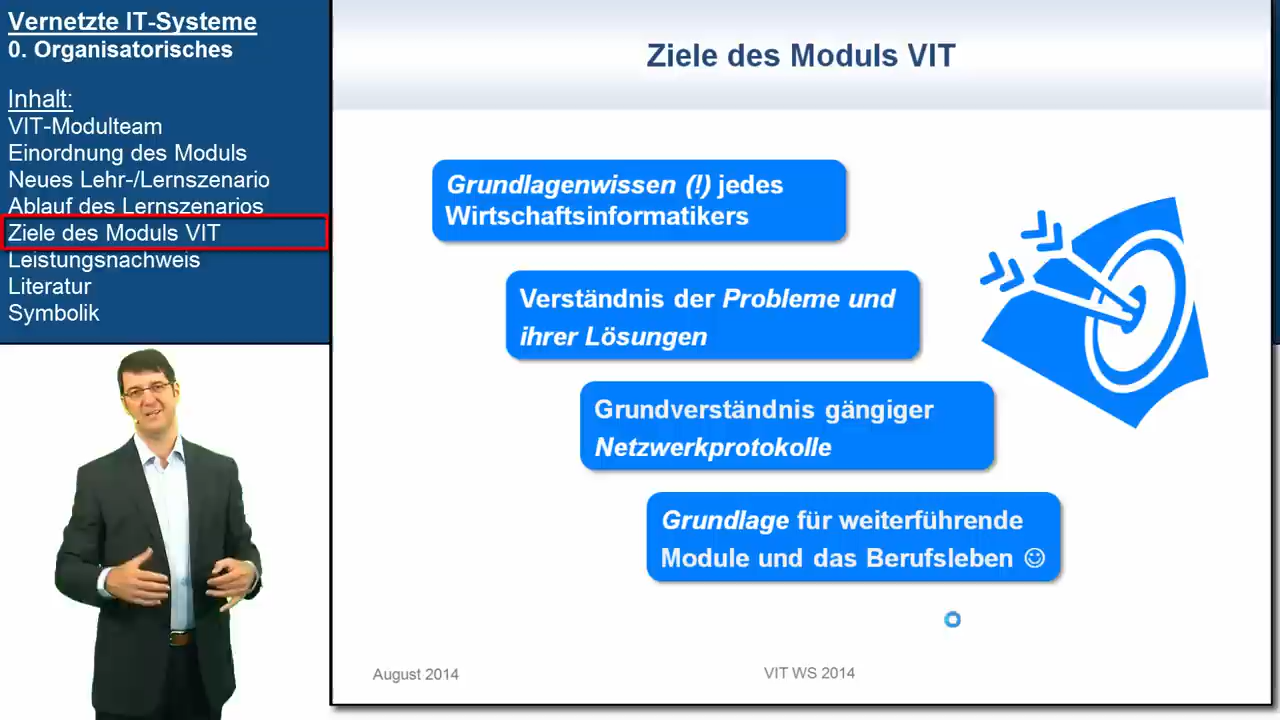 Vernetzte IT-Systeme
0. Organisatorisches
Inhalt:
VIT-Modulteam
Einordnung des Moduls
Neues Lehr-/Lernszenario
Ablauf des Lernszenarios
Ziele des Moduls VIT
Leistungsnachweis
Literatur
Symbolik
Ziele des Moduls VIT
Grundlagenwissen (!) jedes
Wirtschaftsinformatikers
Verständnis der Probleme und
ihrer Lösungen
Grundverständnis gängiger
Netzwerkprotokolle
Grundlage für weiterführende
Module und das Berufsleben ☺
August 2014
VIT WS 2014